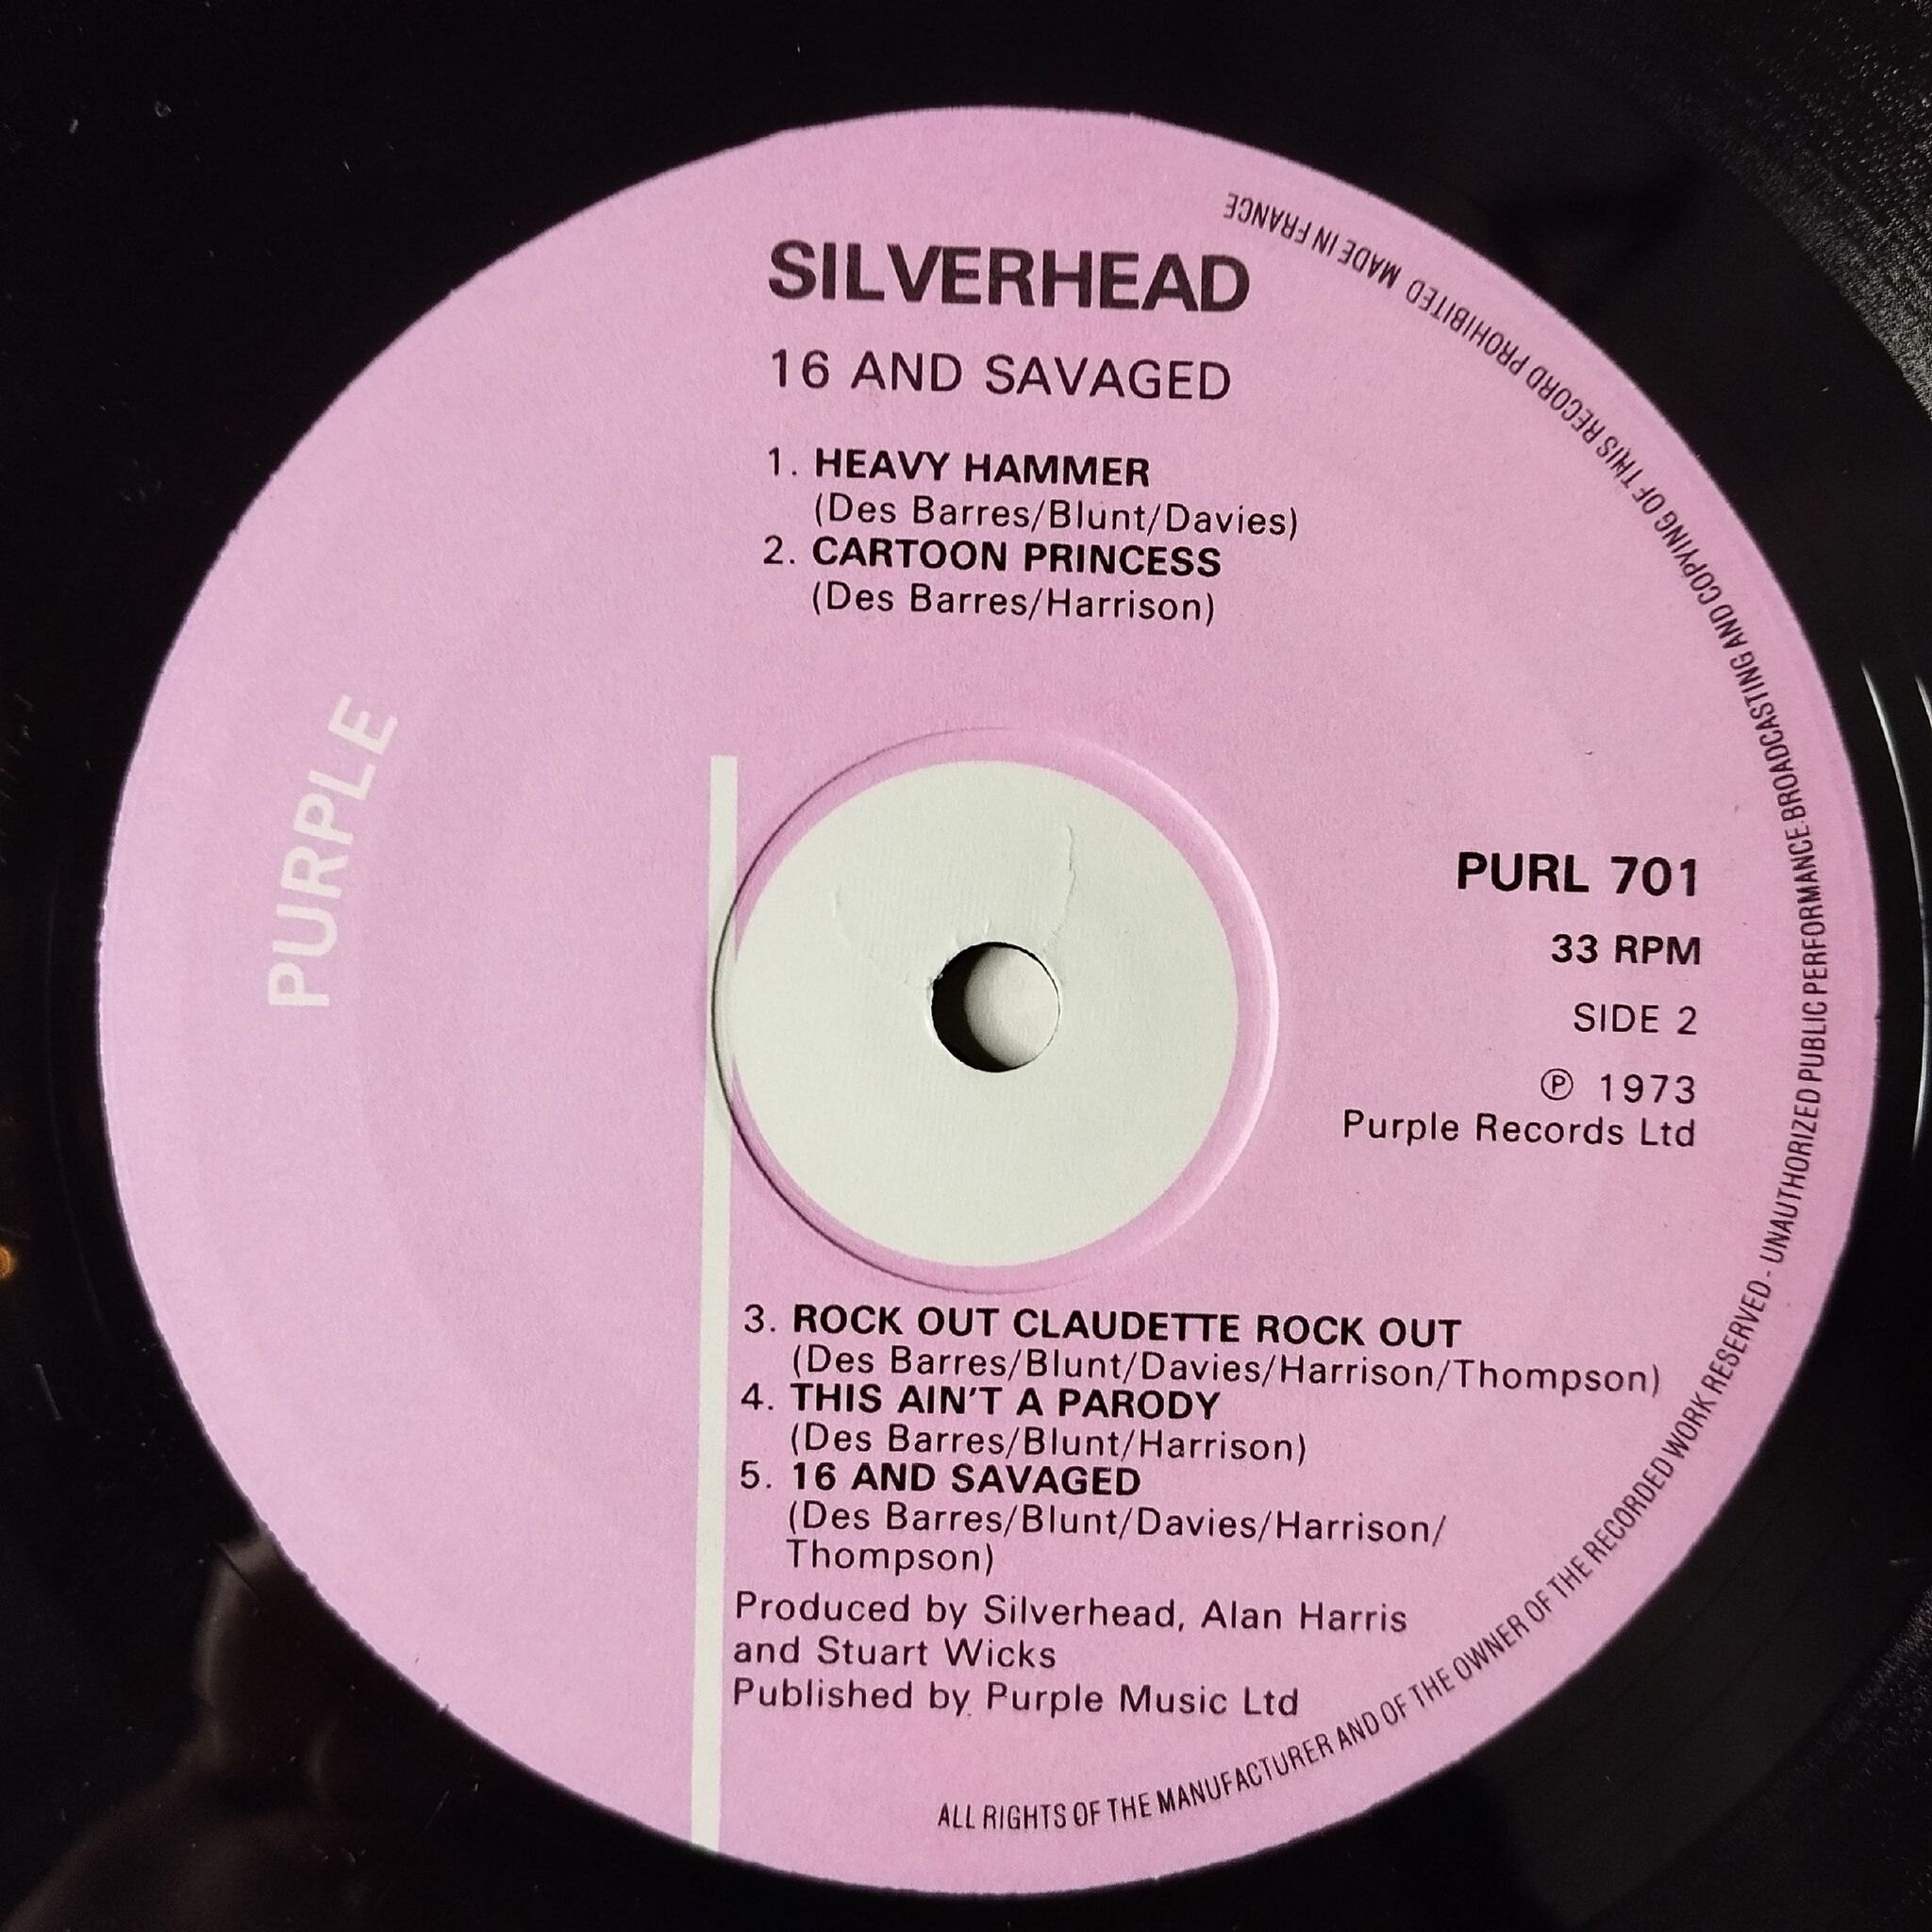 SILVERHEAD
16 AND SAVAGED
1. HEAVY HAMMER
(Des Barres/Blunt/Davies)
2. CARTOON PRINCESS
(Des Barres/Harrison)
PURPLE
PURL 701
33 RPM
SIDE 2
Ⓟ 1973
Purple Records Ltd
3. ROCK OUT CLAUDETTE ROCK OUT
(Des Barres/Blunt/Davies/Harrison/Thompson)
4. THIS AIN'T A PARODY
(Des Barres/Blunt/Harrison)
5. 16 AND SAVAGED
(Des Barres/Blunt/Davies/Harrison/
Thompson)
Produced by Silverhead, Alan Harris
and Stuart Wicks
Published by Purple Music Ltd
ALL RIGHTS OF THE MANUFACTURER AND OF THE OWNER OF THE RECORDED WORK RESERVED - UNAUTHORIZED PUBLIC PERFORMANCE. BROADCASTING AND COPYING OF THIS RECORD PROHIBITED MADE IN FRANCE